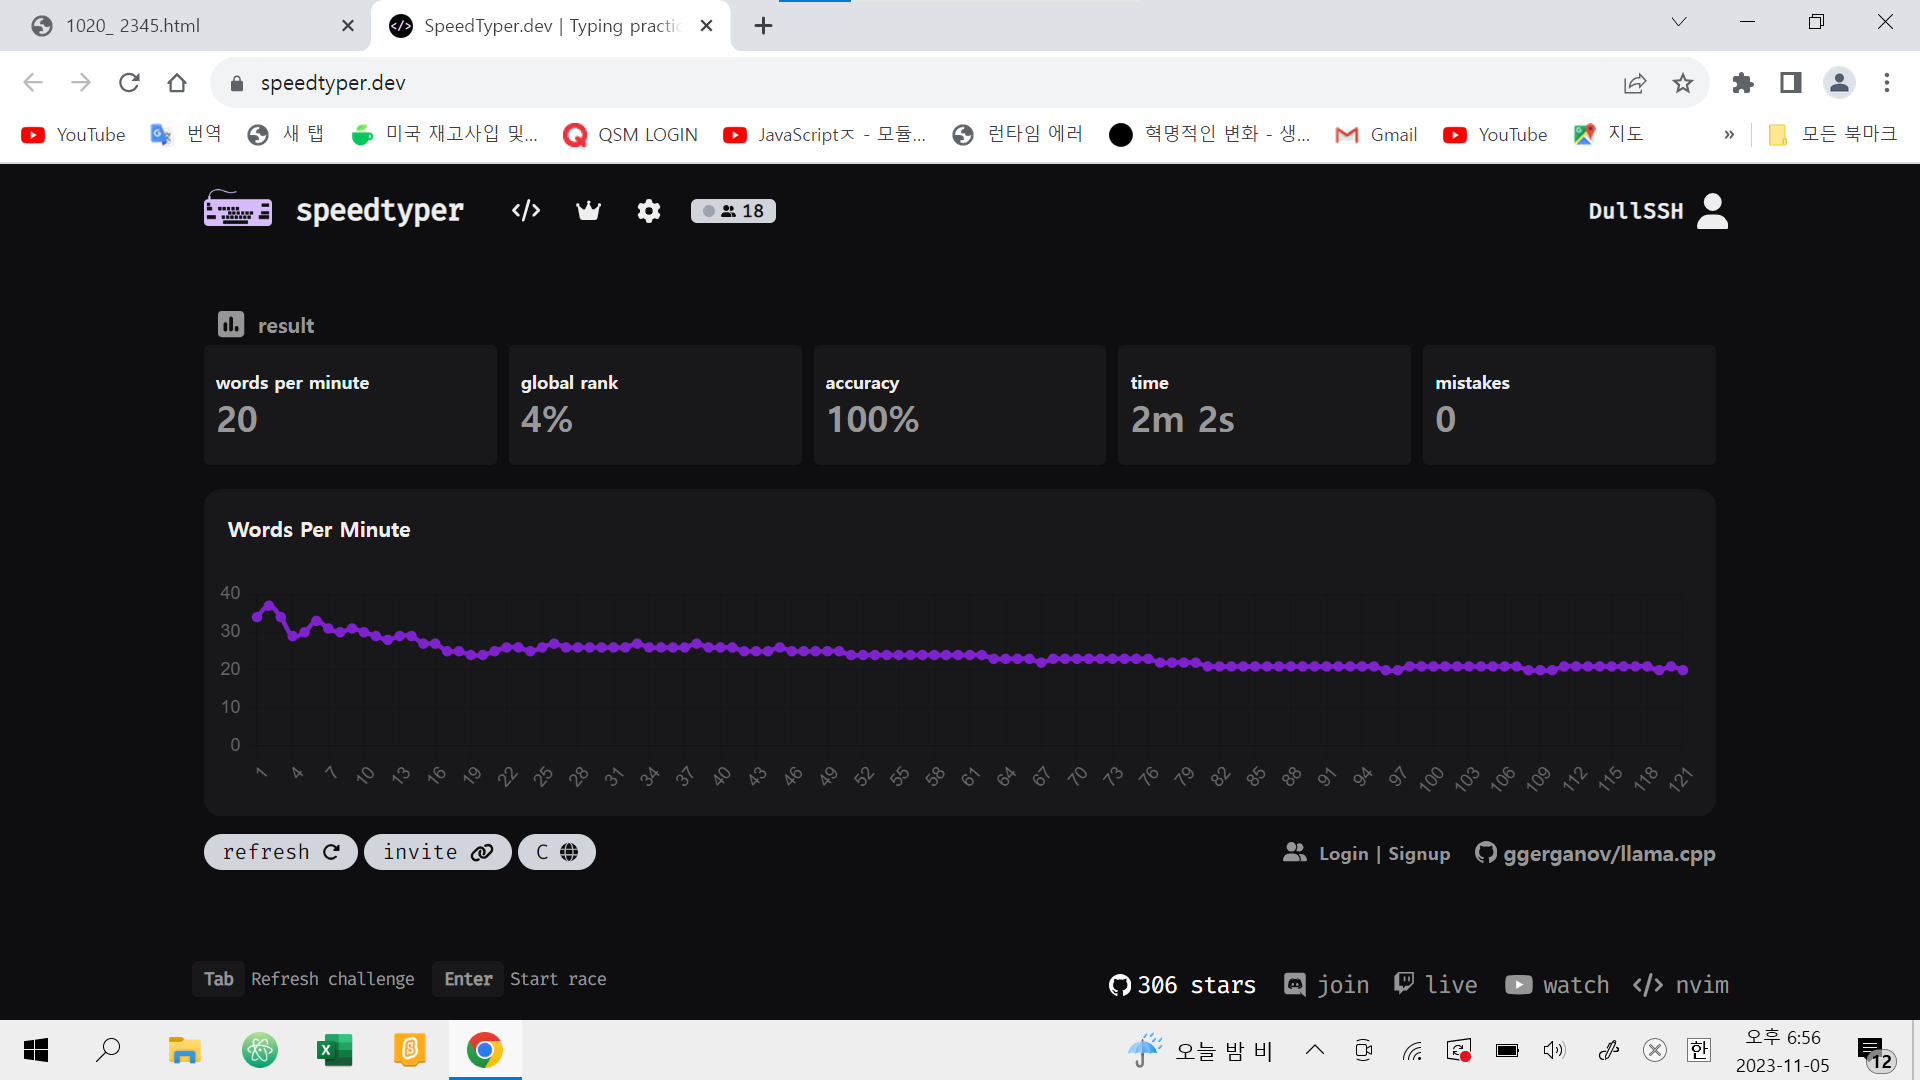 1020_ 2345.html
SpeedTyper.dev | Typing practic
speedtyper.dev
YouTube 번역 새 탭 미국 재고사입 및... QSM LOGIN JavaScriptㅈ - 모듈... 런타임 에러 혁명적인 변화 - 생... Gmail YouTube 지도 » 모든 북마크
speedtyper </> 18 DullSSH
result
words per minute global rank accuracy time mistakes
20 4% 100% 2m 2s 0
Words Per Minute
40
30
20
10
0
1 4 7 10 13 16 19 22 25 28 31 34 37 40 43 46 49 52 55 58 61 64 67 70 73 76 79 82 85 88 91 94 97 100 103 106 109 112 115 118 121
refresh invite C Login | Signup ggerganov/llama.cpp
Tab Refresh challenge Enter Start race 306 stars join live watch </> nvim
오늘 밤 비 한 오후 6:56
2023-11-05 12